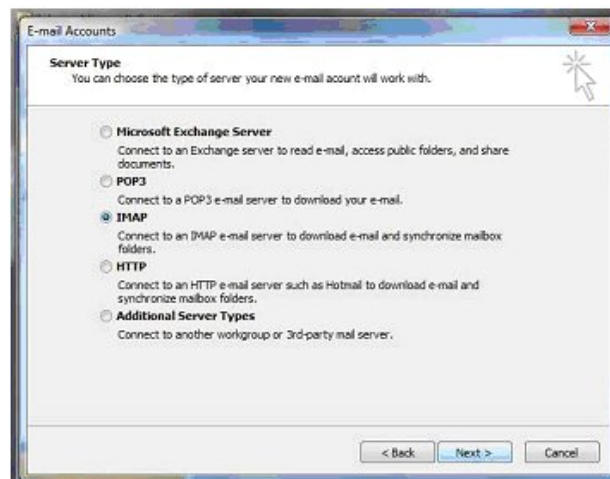 E-mail Accounts
Server Type
You can choose the type of server your new e-mail acount will work with.
Microsoft Exchange Server
Connect to an Exchange server to read e-mail, access public folders, and share
documents.
POP3
Connect to a POP3 e-mail server to download your e-mail.
IMAP
Connect to an IMAP e-mail server to download e-mail and synchronize mailbox
folders.
HTTP
Connect to an HTTP e-mail server such as Hotmail to download e-mail and
synchronize mailbox folders.
Additional Server Types
Connect to another workgroup or 3rd-party mail server.
< Back Next > Cancel